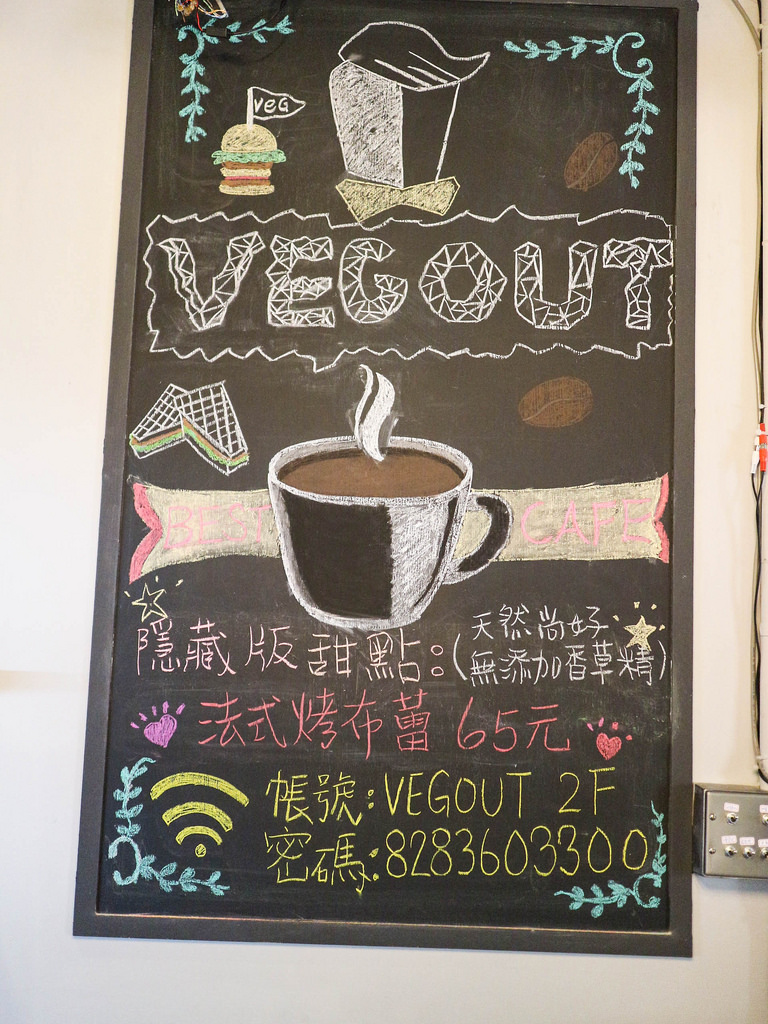 VEG
VEGOUT
BEST CAFE
隱藏版甜點:
天然尚好
(無添加香草精)
法式烤布蕾 65元
帳號:VEGOUT 2F
密碼:8283603300